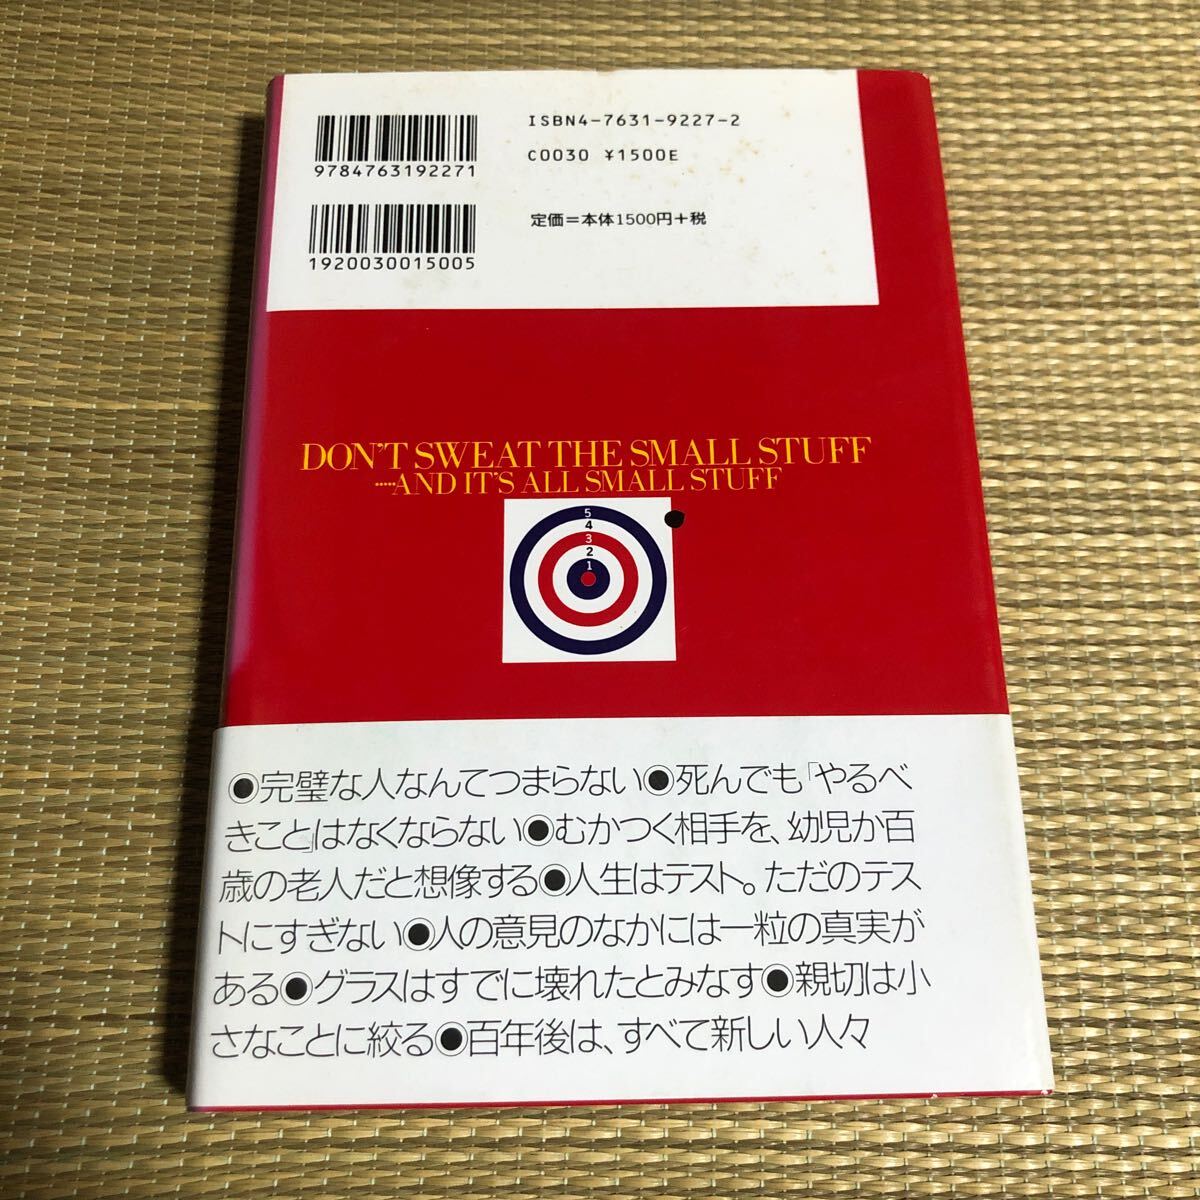 ISBN4-7631-9227-2
C0030 ¥1500E
9784763192271
定価=本体1500円+税
1920030015005
DON'T SWEAT THE SMALL STUFF
·····AND IT'S ALL SMALL STUFF
5
4
3
2
1
◉完璧な人なんてつまらない◉死んでも「やるべ
きこと」はなくならない◉むかつく相手を、幼児か百
歳の老人だと想像する◉人生はテスト。ただのテス
トにすぎない◉人の意見のなかには一粒の真実が
ある◉グラスはすでに壊れたとみなす◉親切は小
さなことに絞る◉百年後は、すべて新しい人々